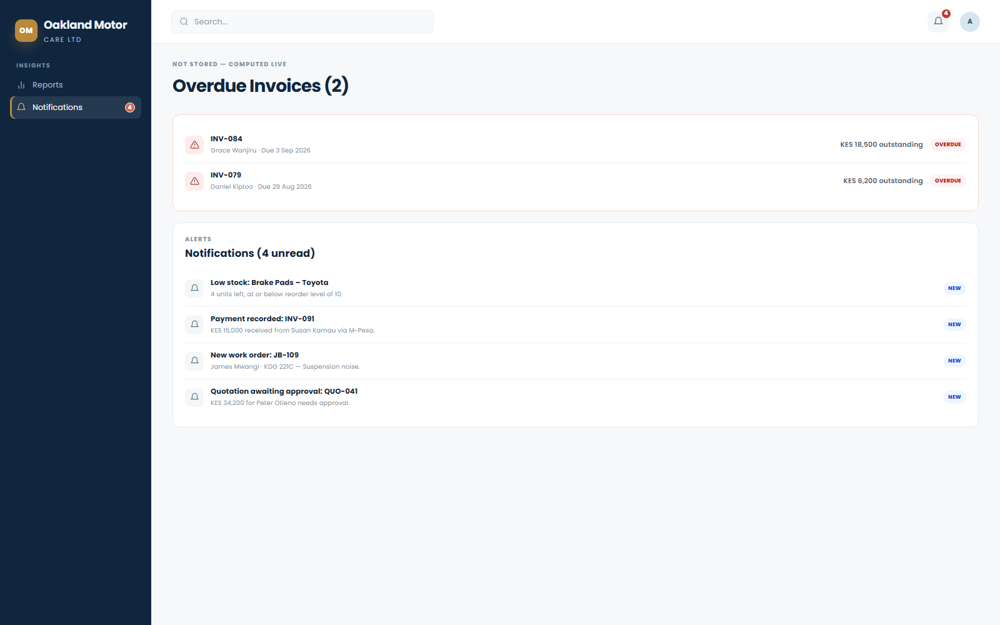 OM
Oakland Motor
CARE LTD
INSIGHTS
Reports
Notifications
4
Search...
4
A
NOT STORED — COMPUTED LIVE
Overdue Invoices (2)
INV-084
Grace Wanjiru · Due 3 Sep 2026
KES 18,500 outstanding
OVERDUE
INV-079
Daniel Kiptoo · Due 29 Aug 2026
KES 6,200 outstanding
OVERDUE
ALERTS
Notifications (4 unread)
Low stock: Brake Pads – Toyota
4 units left, at or below reorder level of 10.
NEW
Payment recorded: INV-091
KES 15,000 received from Susan Kamau via M-Pesa.
NEW
New work order: JB-109
James Mwangi · KDG 221C — Suspension noise.
NEW
Quotation awaiting approval: QUO-041
KES 34,200 for Peter Otieno needs approval.
NEW